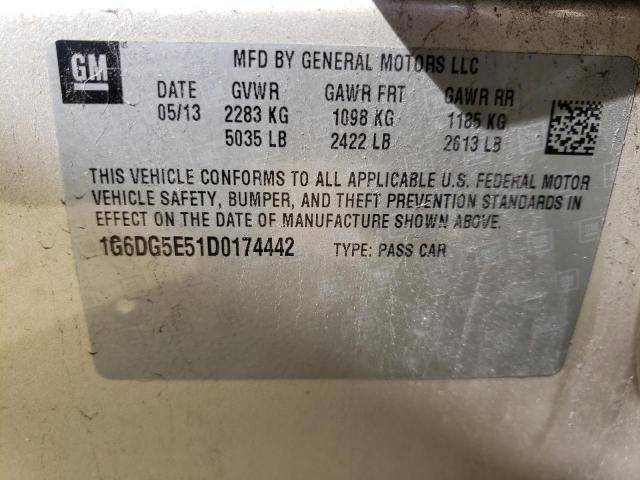 GM
MFD BY GENERAL MOTORS LLC
DATE GVWR GAWR FRT GAWR RR
05/13 2283 KG 1098 KG 1185 KG
5035 LB 2422 LB 2613 LB
THIS VEHICLE CONFORMS TO ALL APPLICABLE U.S. FEDERAL MOTOR
VEHICLE SAFETY, BUMPER, AND THEFT PREVENTION STANDARDS IN
EFFECT ON THE DATE OF MANUFACTURE SHOWN ABOVE.
1G6DG5E51D0174442 TYPE: PASS CAR